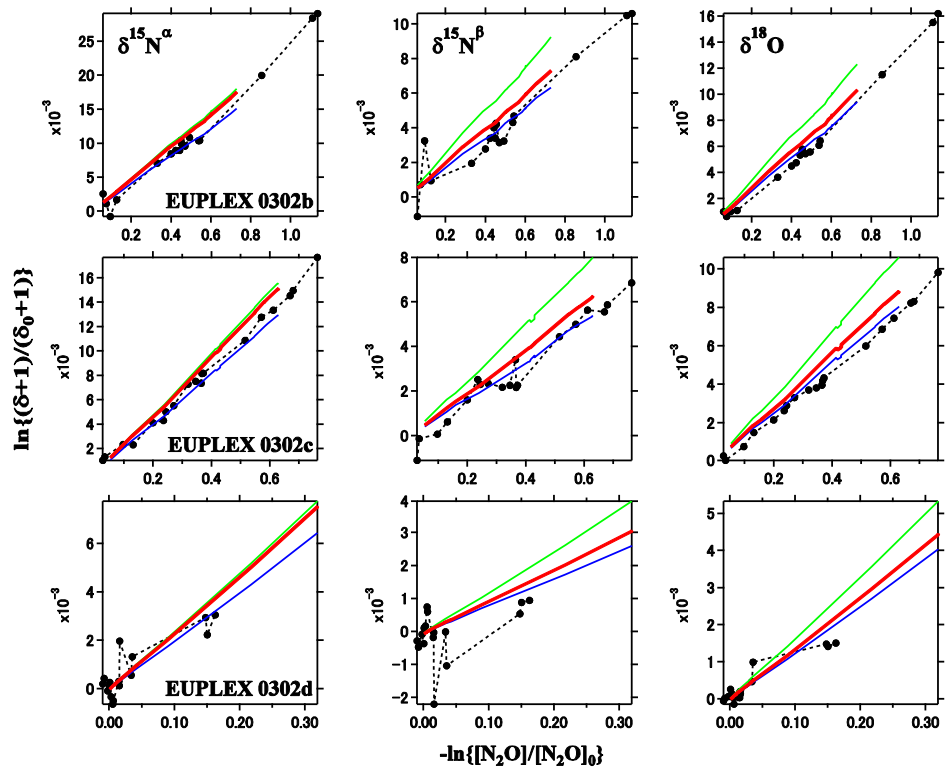 δ¹⁵Nᵅ
δ¹⁵Nᵝ
δ¹⁸O
30
25
20
15
10
5
0
x10⁻³
EUPLEX 0302b
0.2 0.4 0.6 0.8 1.0
10
8
6
4
2
0
x10⁻³
0.2 0.4 0.6 0.8 1.0
16
14
12
10
8
6
4
2
x10⁻³
0.2 0.4 0.6 0.8 1.0
ln{(δ+1)/(δ₀+1)}
16
14
12
10
8
6
4
2
x10⁻³
EUPLEX 0302c
0.2 0.4 0.6
8
6
4
2
0
x10⁻³
0.2 0.4 0.6
10
8
6
4
2
0
x10⁻³
0.2 0.4 0.6
6
4
2
0
x10⁻³
EUPLEX 0302d
0.00 0.10 0.20 0.30
4
3
2
1
0
−1
−2
x10⁻³
0.00 0.10 0.20 0.30
5
4
3
2
1
0
x10⁻³
0.00 0.10 0.20 0.30
-ln{[N₂O]/[N₂O]₀}